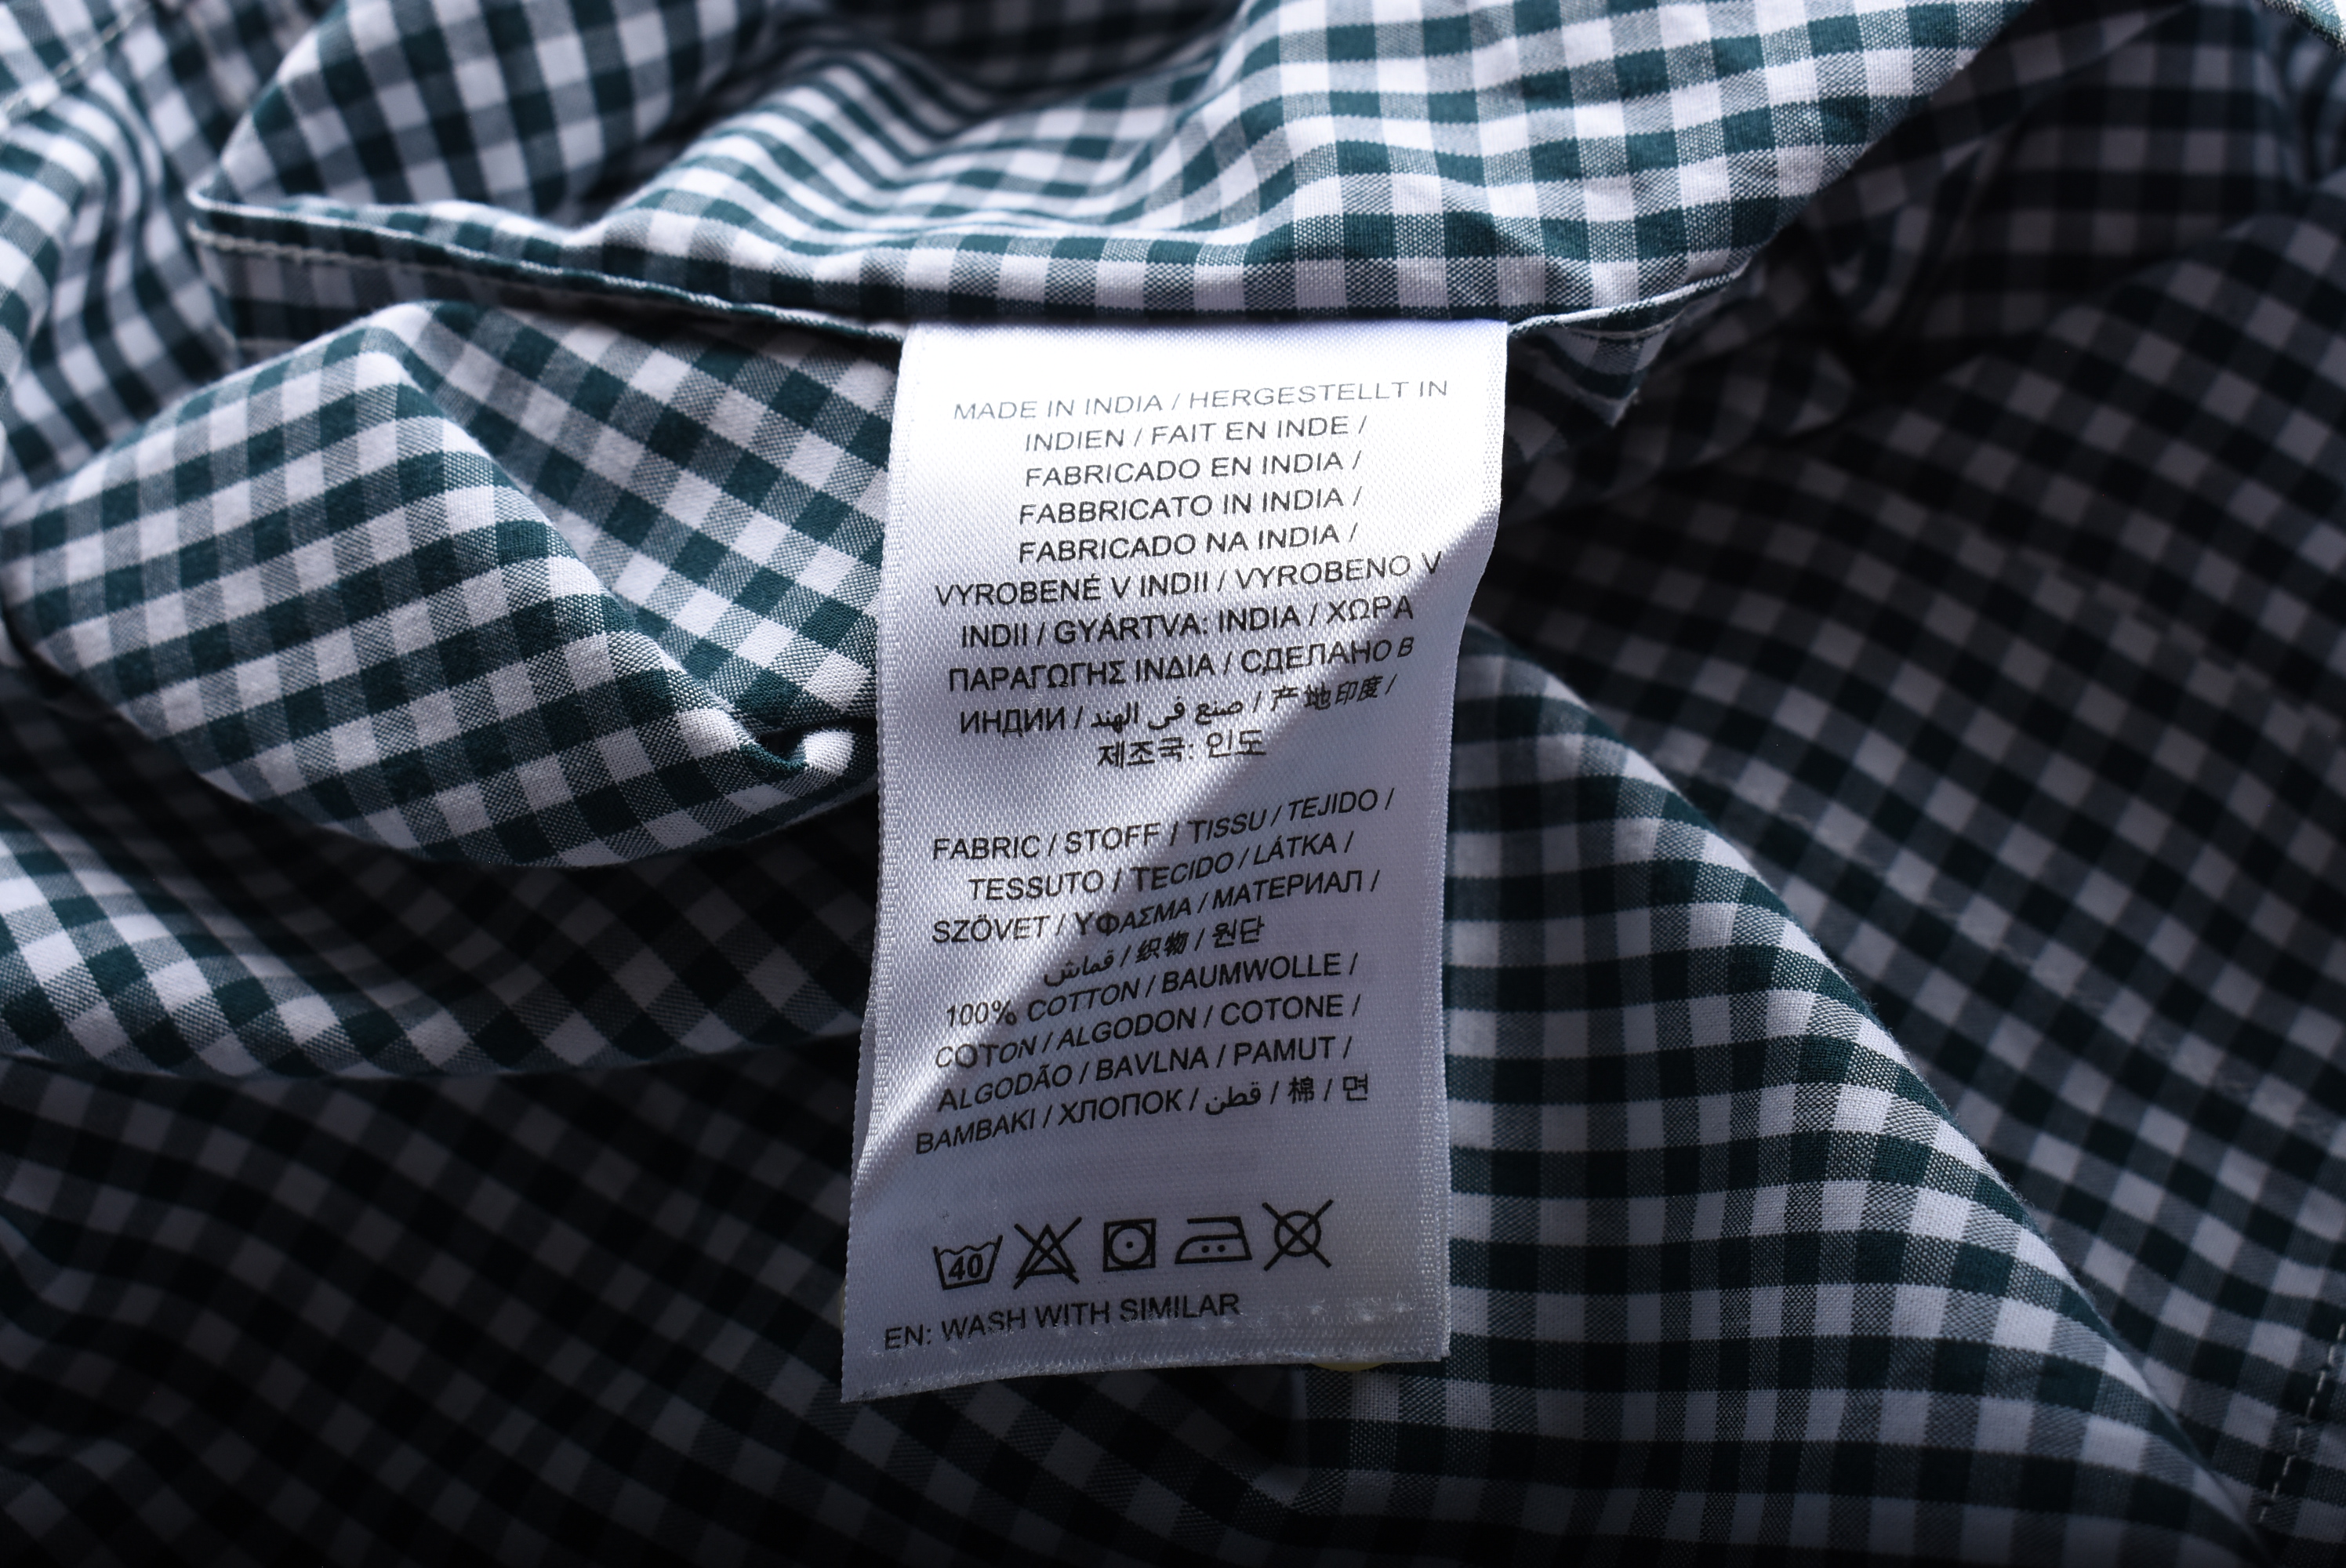 MADE IN INDIA / HERGESTELLT IN
INDIEN / FAIT EN INDE /
FABRICADO EN INDIA /
FABBRICATO IN INDIA /
FABRICADO NA INDIA /
VYROBENÉ V INDII / VYROBENO V
INDII / GYÁRTVA: INDIA / ΧΩΡΑ
ΠΑΡΑΓΩΓΗΣ ΙΝΔΙΑ / СДЕЛАНО В
ИНДИИ / صنع في الهند / 产地印度 /
제조국: 인도
FABRIC / STOFF / TISSU / TEJIDO /
TESSUTO / TECIDO / LÁTKA /
SZÖVET / ΥΦΑΣΜΑ / МАТЕРИАЛ /
قماش / 织物 / 원단
100% COTTON / BAUMWOLLE /
COTON / ALGODON / COTONE /
ALGODÃO / BAVLNA / PAMUT /
BAMBAKI / ХЛОПОК / قطن / 棉 / 면
40
EN: WASH WITH SIMILAR